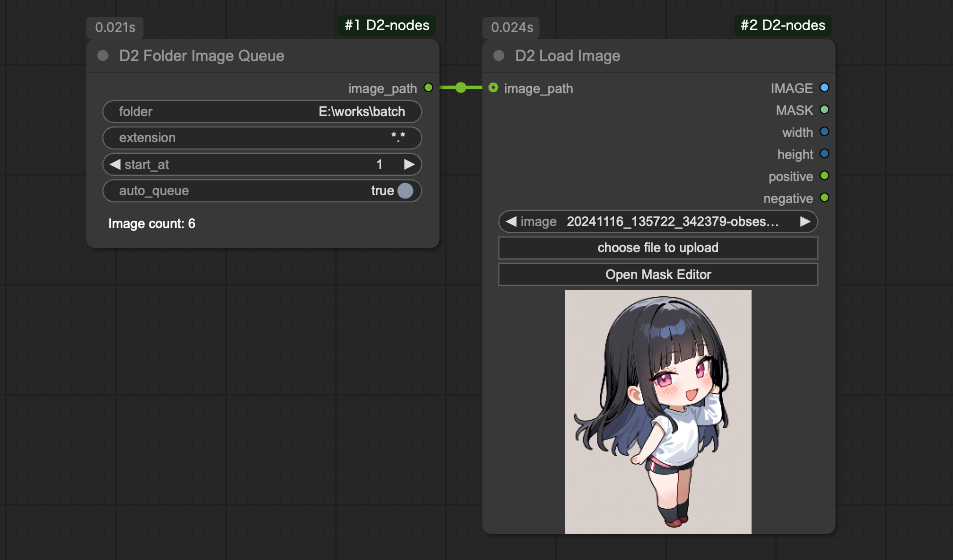 0.021s
#1 D2-nodes
D2 Folder Image Queue
image_path
folder E:\works\batch
extension *.*
start_at 1
auto_queue true
Image count: 6
0.024s
#2 D2-nodes
D2 Load Image
image_path IMAGE
MASK
width
height
positive
negative
image 20241116_135722_342379-obses…
choose file to upload
Open Mask Editor